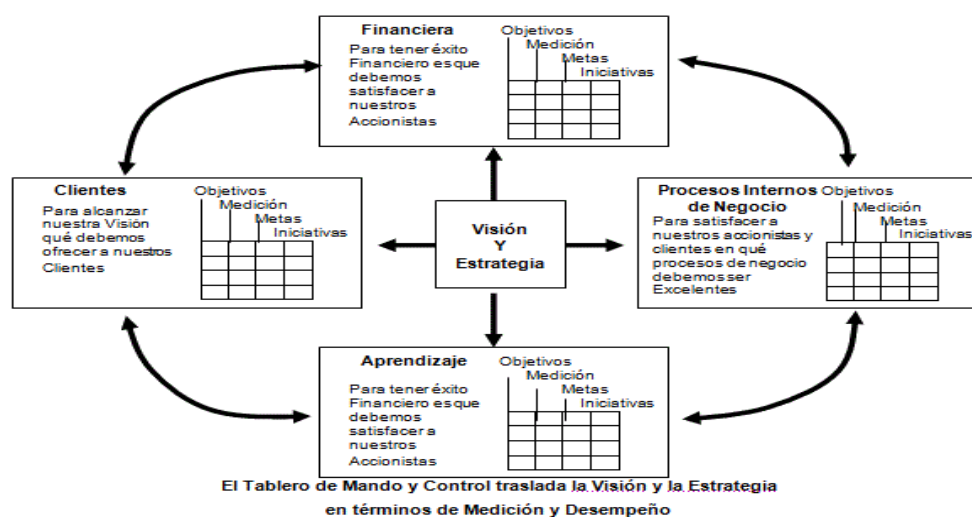 Financiera
Para tener éxito
Financiero es que
debemos
satisfacer a
nuestros
Accionistas
Objetivos
Medición
Metas
Iniciativas
Clientes
Para alcanzar
nuestra Visión
qué debemos
ofrecer a nuestros
Clientes
Objetivos
Medición
Metas
Iniciativas
Visión
Y
Estrategia
Procesos Internos
de Negocio
Para satisfacer a
nuestros accionistas y
clientes en qué
procesos de negocio
debemos ser
Excelentes
Objetivos
Medición
Metas
Iniciativas
Aprendizaje
Para tener éxito
Financiero es que
debemos
satisfacer a
nuestros
Accionistas
Objetivos
Medición
Metas
Iniciativas
El Tablero de Mando y Control traslada la Visión y la Estrategia
en términos de Medición y Desempeño